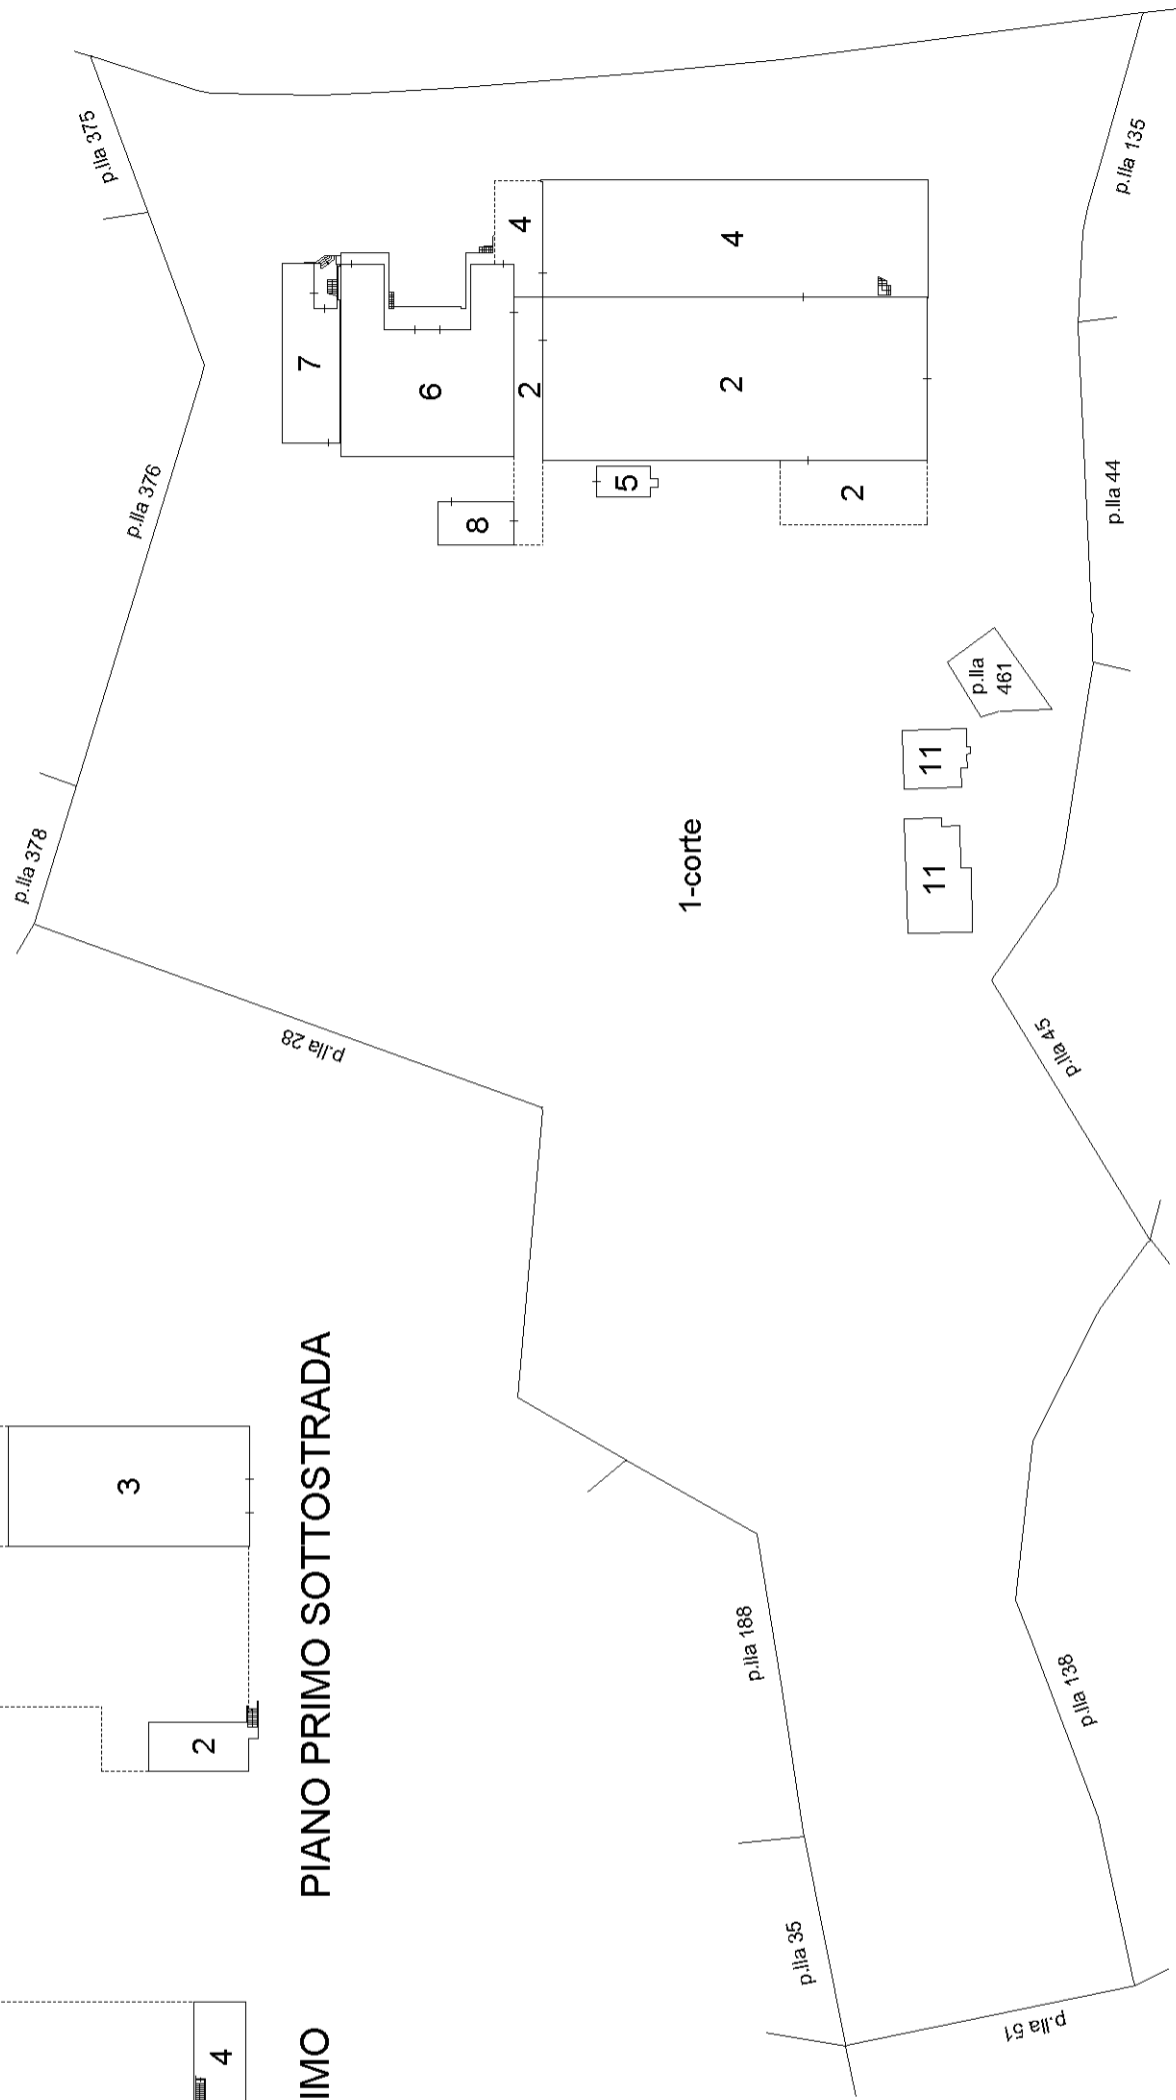 p.lla 378
p.lla 375
p.lla 376
3
2
4
IMO
PIANO PRIMO SOTTOSTRADA
p.lla 28
7
6
8
2
4
5
1-corte
2
4
2
p.lla 188
p.lla 35
11
11
p.lla
461
p.lla 51
p.lla 138
p.lla 45
p.lla 44
p.lla 135